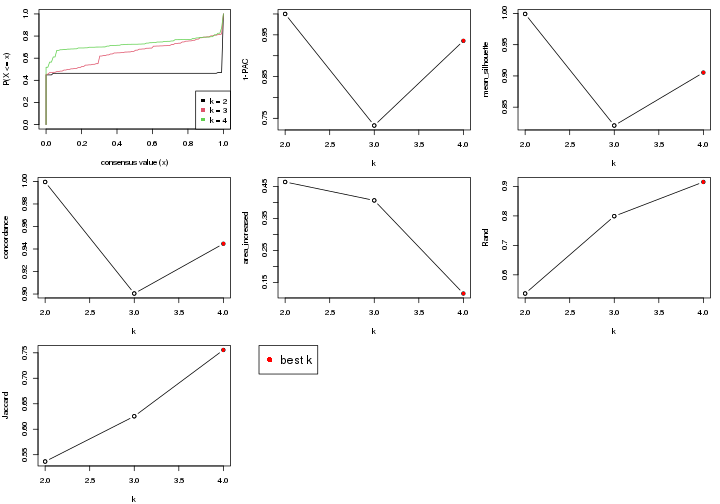 P(X <= x)
1.0
0.8
0.6
0.4
0.2
0.0
k = 2
k = 3
k = 4
0.0 0.2 0.4 0.6 0.8 1.0
consensus value (x)
1-PAC
0.95
0.85
0.75
2.0 2.5 3.0 3.5 4.0
k
mean_silhouette
1.00
0.95
0.90
0.85
2.0 2.5 3.0 3.5 4.0
k
concordance
1.00
0.98
0.96
0.94
0.92
0.90
2.0 2.5 3.0 3.5 4.0
k
area_increased
0.45
0.35
0.25
0.15
2.0 2.5 3.0 3.5 4.0
k
Rand
0.9
0.8
0.7
0.6
2.0 2.5 3.0 3.5 4.0
k
Jaccard
0.75
0.70
0.65
0.60
0.55
2.0 2.5 3.0 3.5 4.0
k
best k